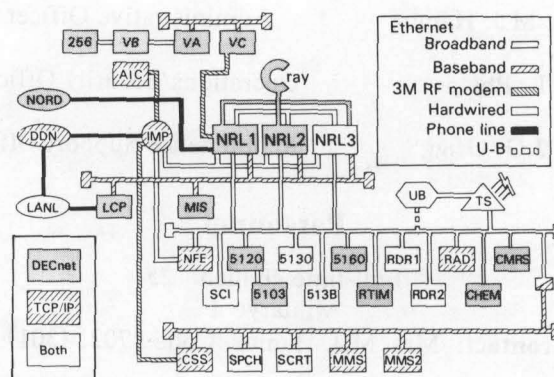 256
VB
VA
VC
AIC
Cray
NORD
DDN
IMP
NRL1
NRL2
NRL3
LANL
LCP
MIS
UB
TS
NFE
5120
5130
5160
RDR1
RAD
CMRS
SCI
5103
513B
RTIM
RDR2
CHEM
CSS
SPCH
SCRT
MMS
MMS2
Ethernet
Broadband
Baseband
3M RF modem
Hardwired
Phone line
U-B
DECnet
TCP/IP
Both